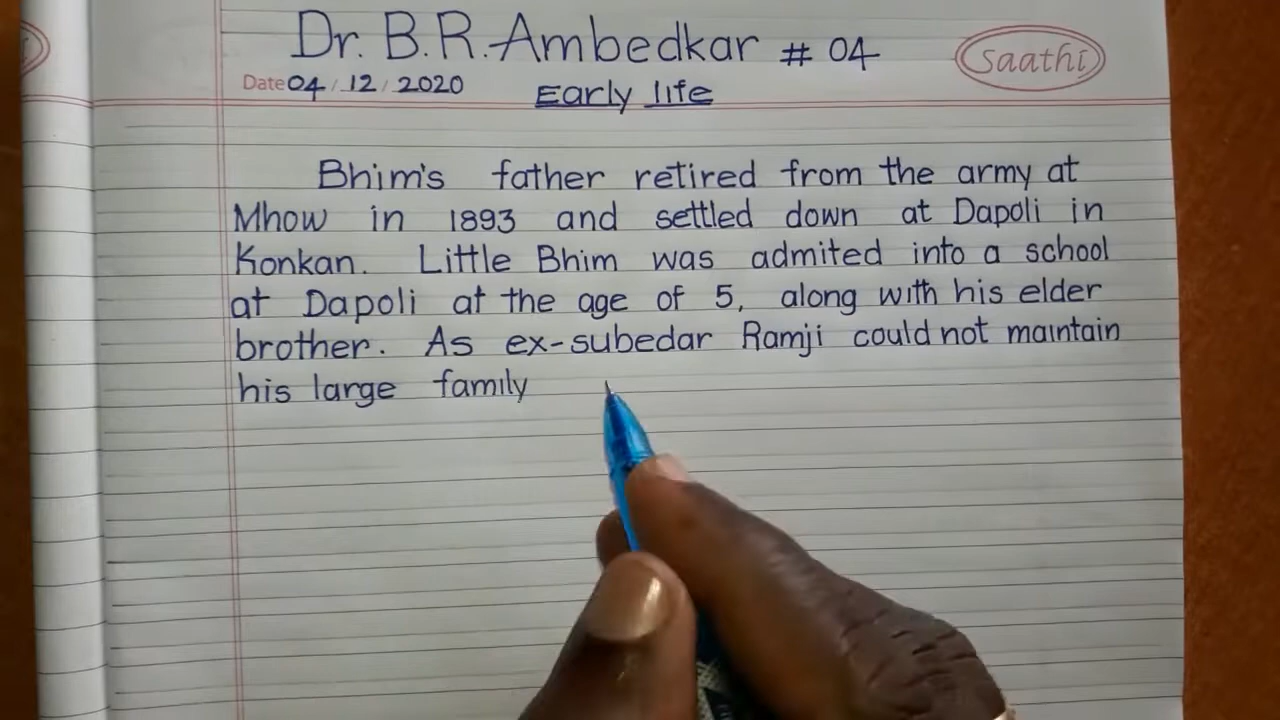 Dr. B.R. Ambedkar # 04
Saathi
Date 04/12/2020
Early life
Bhim's father retired from the army at
Mhow in 1893 and settled down at Dapoli in
Konkan. Little Bhim was admited into a school
at Dapoli at the age of 5, along with his elder
brother. As ex-subedar Ramji could not maintain
his large family